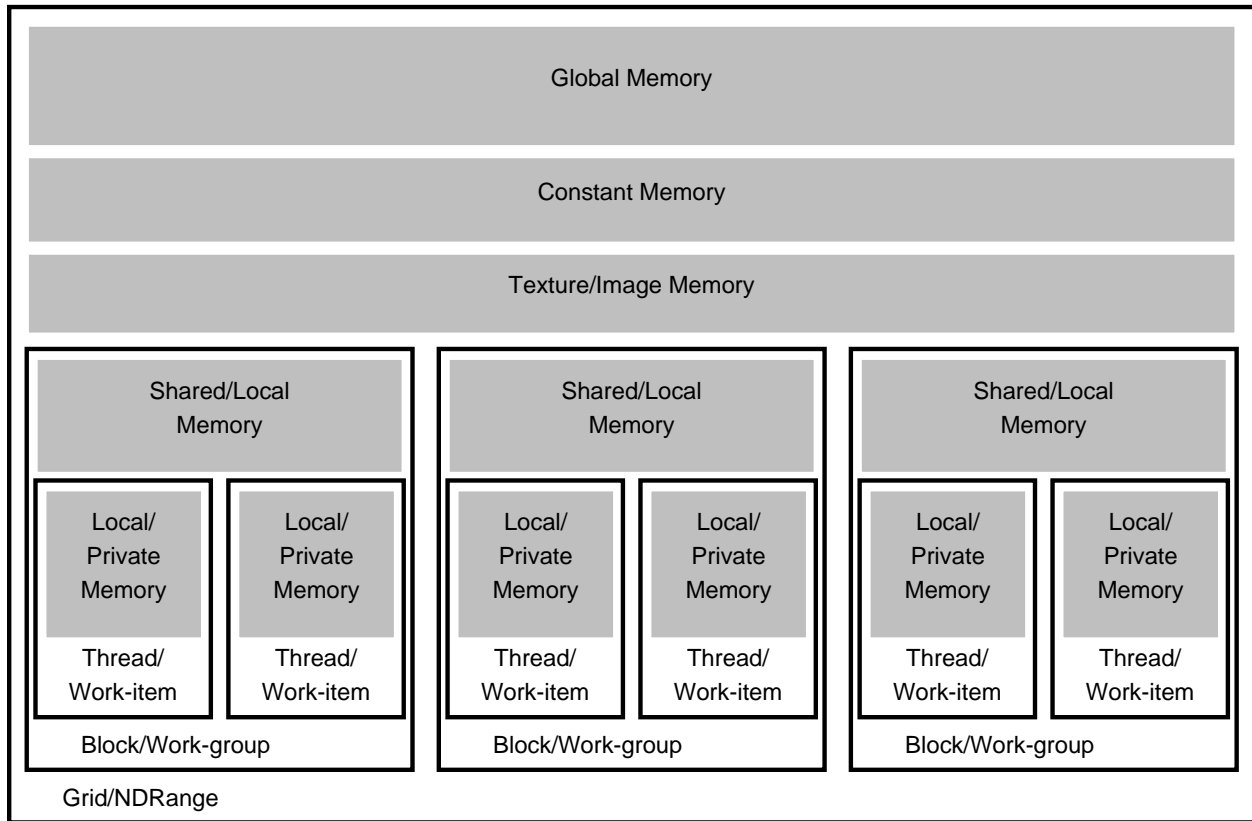 Global Memory
Constant Memory
Texture/Image Memory
Shared/Local
Memory
Local/
Private
Memory
Thread/
Work-item
Local/
Private
Memory
Thread/
Work-item
Block/Work-group
Shared/Local
Memory
Local/
Private
Memory
Thread/
Work-item
Local/
Private
Memory
Thread/
Work-item
Block/Work-group
Shared/Local
Memory
Local/
Private
Memory
Thread/
Work-item
Local/
Private
Memory
Thread/
Work-item
Block/Work-group
Grid/NDRange